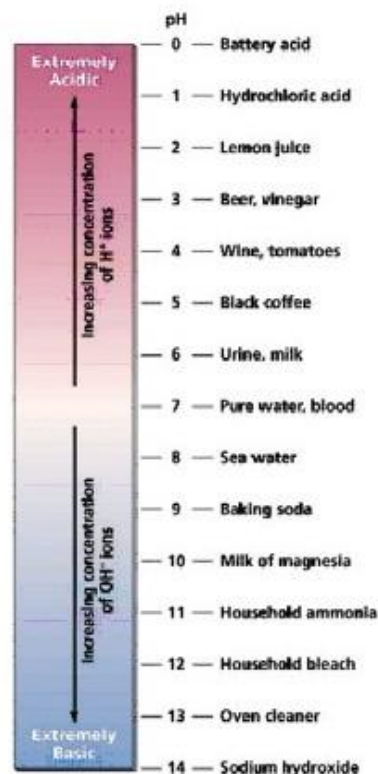 pH
Extremely
Acidic
Increasing concentration
of H⁺ ions
Increasing concentration
of OH⁻ ions
Extremely
Basic
0 — Battery acid
1 — Hydrochloric acid
2 — Lemon juice
3 — Beer, vinegar
4 — Wine, tomatoes
5 — Black coffee
6 — Urine, milk
7 — Pure water, blood
8 — Sea water
9 — Baking soda
10 — Milk of magnesia
11 — Household ammonia
12 — Household bleach
13 — Oven cleaner
14 — Sodium hydroxide